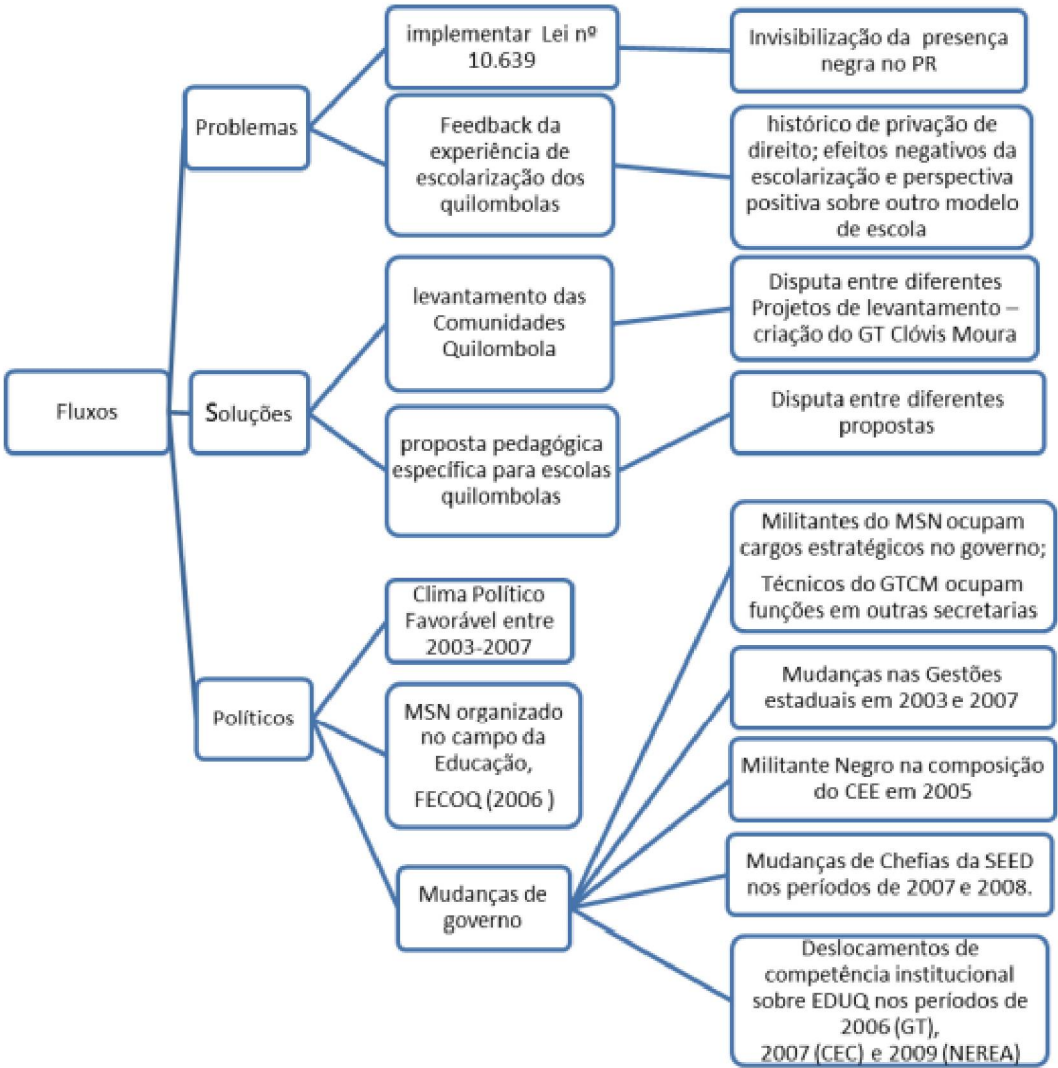 Fluxos
Problemas
implementar Lei nº
10.639
Invisibilização da presença
negra no PR
Feedback da
experiência de
escolarização dos
quilombolas
histórico de privação de
direito; efeitos negativos da
escolarização e perspectiva
positiva sobre outro modelo
de escola
Soluções
levantamento das
Comunidades
Quilombola
Disputa entre diferentes
Projetos de levantamento –
criação do GT Clóvis Moura
proposta pedagógica
específica para escolas
quilombolas
Disputa entre diferentes
propostas
Políticos
Clima Político
Favorável entre
2003-2007
MSN organizado
no campo da
Educação,
FECOQ (2006 )
Mudanças de
governo
Militantes do MSN ocupam
cargos estratégicos no governo;
Técnicos do GTCM ocupam
funções em outras secretarias
Mudanças nas Gestões
estaduais em 2003 e 2007
Militante Negro na composição
do CEE em 2005
Mudanças de Chefias da SEED
nos períodos de 2007 e 2008.
Deslocamentos de
competência institucional
sobre EDUQ nos períodos de
2006 (GT),
2007 (CEC) e 2009 (NEREA)